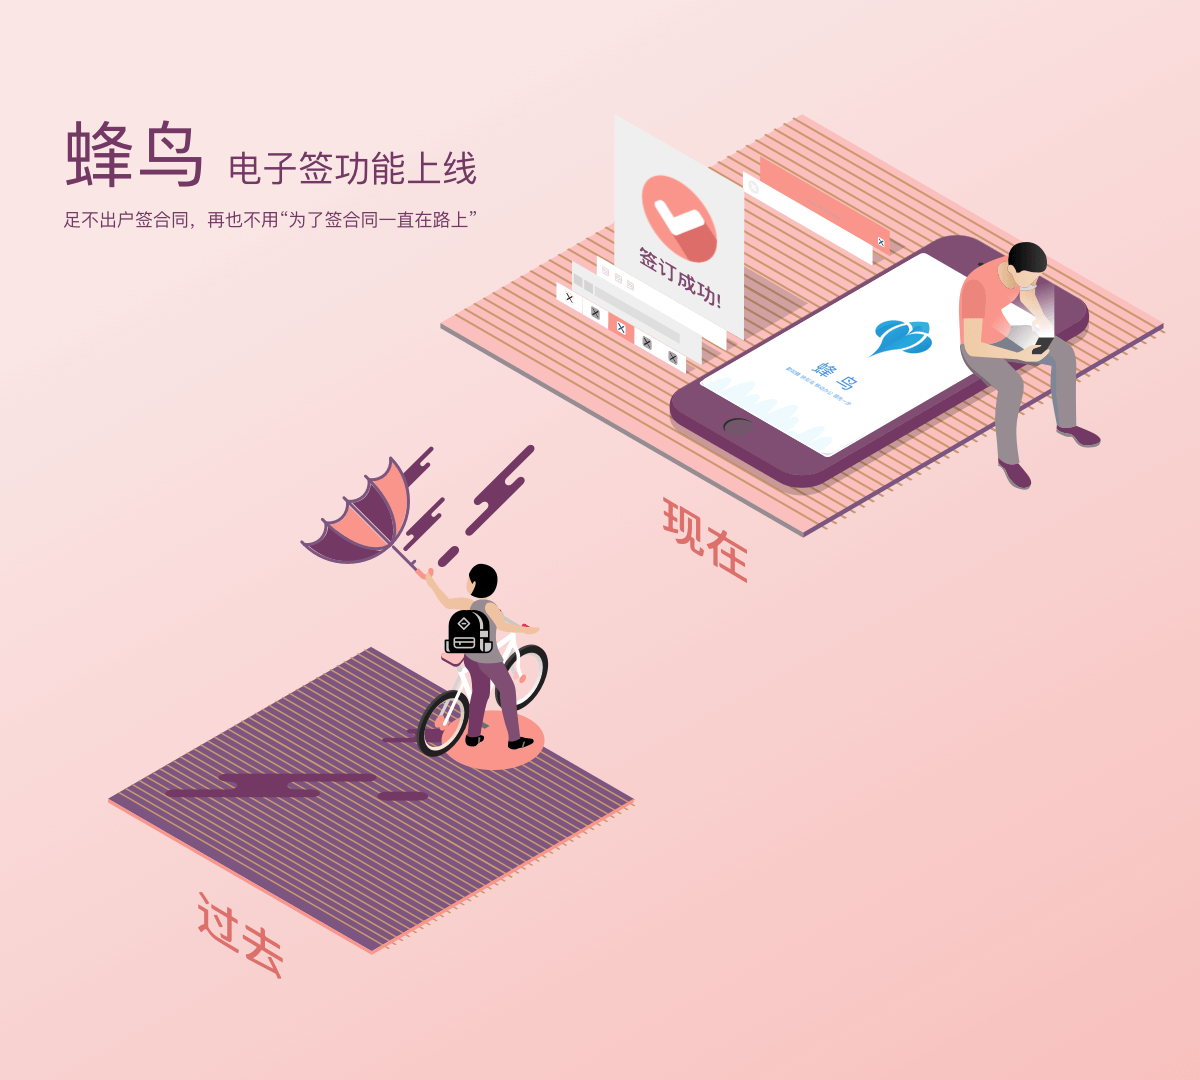 蜂鸟 电子签功能上线
足不出户签合同，再也不用“为了签合同一直在路上”
签订成功!
蜂鸟
现在
过去